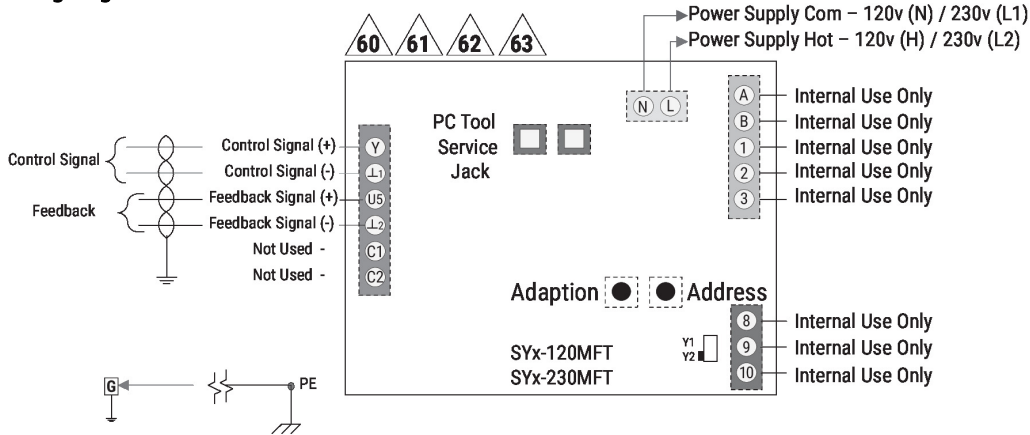 Power Supply Com – 120v (N) / 230v (L1)
Power Supply Hot – 120v (H) / 230v (L2)
60 61 62 63
N L
PC Tool
Service
Jack
A Internal Use Only
B Internal Use Only
1 Internal Use Only
2 Internal Use Only
3 Internal Use Only
Control Signal
Feedback
Control Signal (+) Y
Control Signal (-) ⊥1
Feedback Signal (+) U5
Feedback Signal (-) ⊥2
Not Used - C1
Not Used - C2
Adaption Address
SYx-120MFT
SYx-230MFT
Y1
Y2
8 Internal Use Only
9 Internal Use Only
10 Internal Use Only
G PE